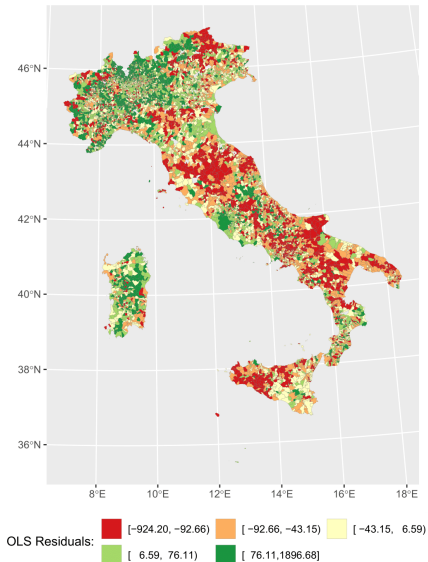 46°N
44°N
42°N
40°N
38°N
36°N
8°E 10°E 12°E 14°E 16°E 18°E
OLS Residuals:
[−924.20, −92.66) [ −92.66, −43.15) [ −43.15, 6.59)
[ 6.59, 76.11) [ 76.11,1896.68]